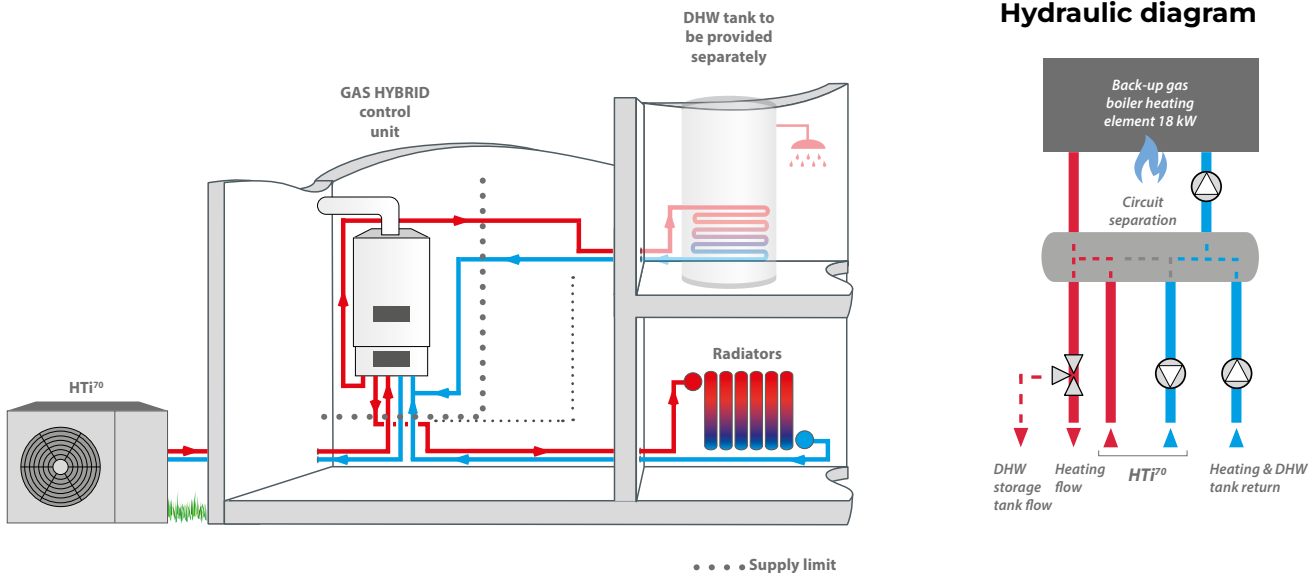 DHW tank to
be provided
separately
GAS HYBRID
control
unit
HTi⁷⁰
Radiators
Supply limit
Hydraulic diagram
Back-up gas
boiler heating
element 18 kW
Circuit
separation
DHW
storage
tank flow
Heating
flow
HTi⁷⁰
Heating & DHW
tank return